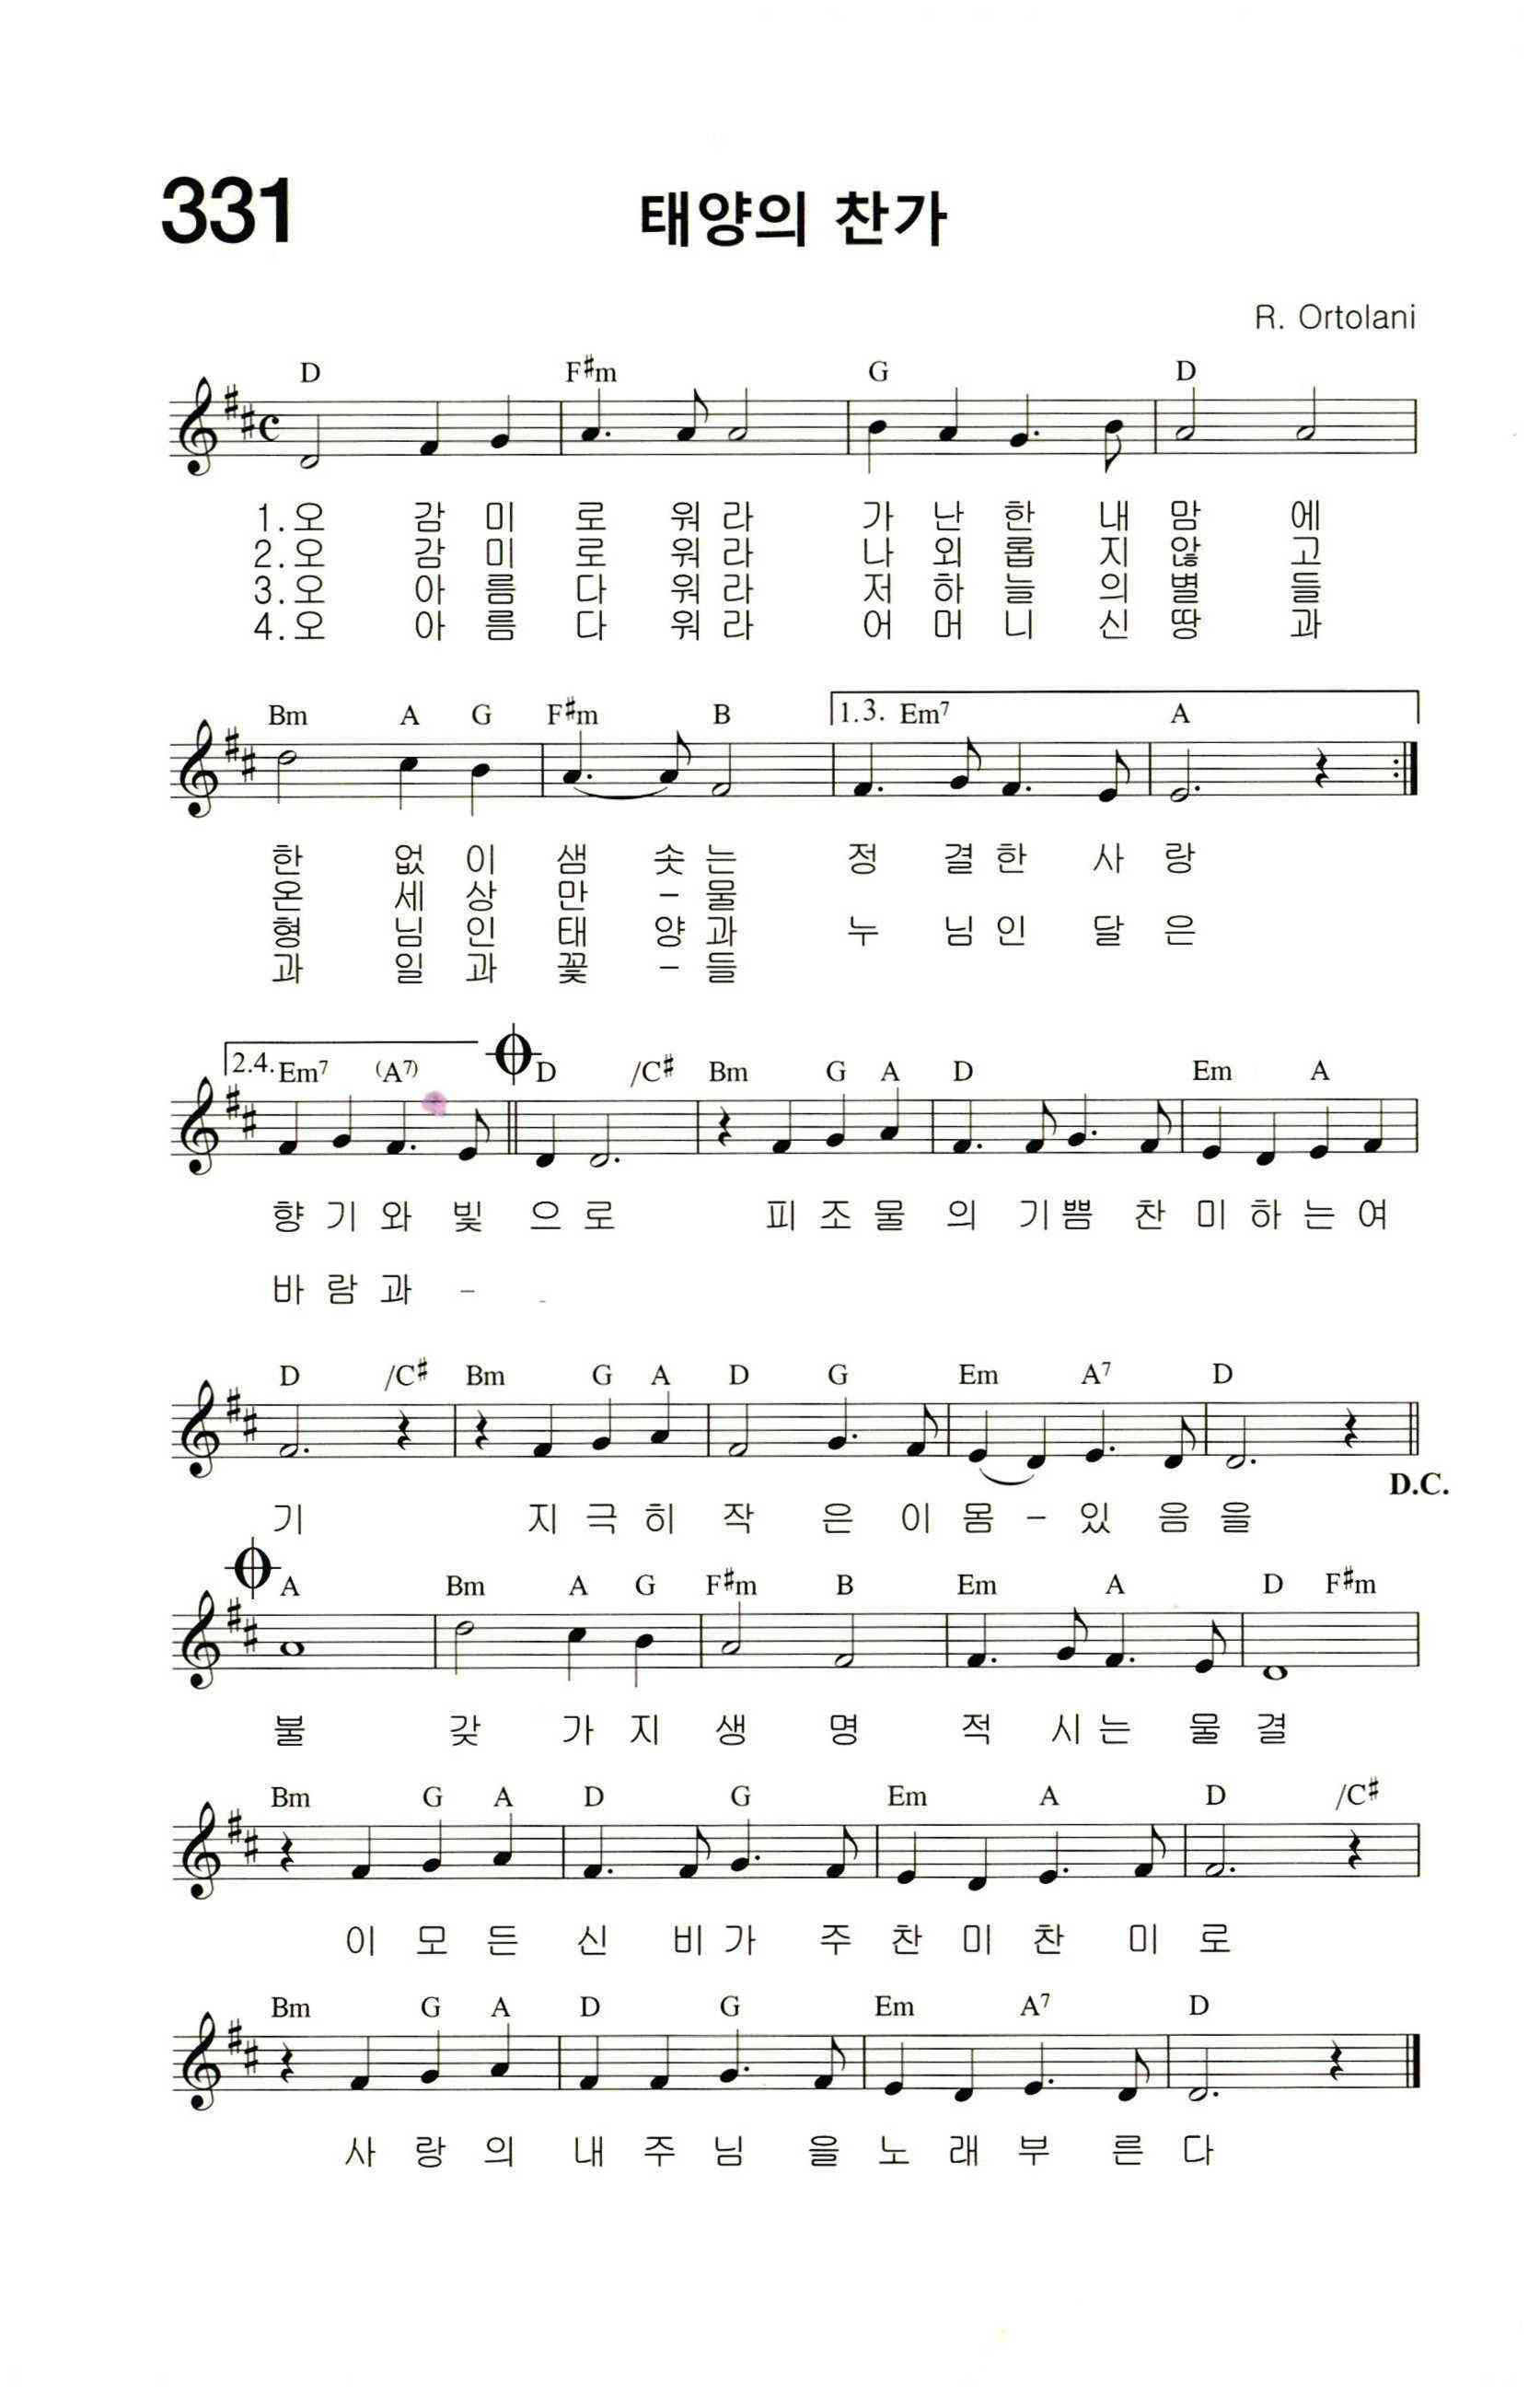 331
태양의 찬가
R. Ortolani
D F♯m G D
1.오 감 미 로 워 라 가 난 한 내 맘 에
2.오 감 미 로 워 라 나 외 롭 지 않 고
3.오 아 름 다 워 라 저 하 늘 의 별 들
4.오 아 름 다 워 라 어 머 니 신 땅 과
Bm A G F♯m B 1.3. Em7 A
한 없 이 샘 솟 는 정 결 한 사 랑
온 세 상 만 - 물
형 님 인 태 양 과 누 님 인 달 은
과 일 과 꽃 - 들
2.4. Em7 (A7) D /C♯ Bm G A D Em A
향 기 와 빛 으 로 피 조 물 의 기 쁨 찬 미 하 는 여
바 람 과 -
D /C♯ Bm G A D G Em A7 D
D.C.
기 지 극 히 작 은 이 몸 - 있 음 을
A Bm A G F♯m B Em A D F♯m
불 갖 가 지 생 명 적 시 는 물 결
Bm G A D G Em A D /C♯
이 모 든 신 비 가 주 찬 미 찬 미 로
Bm G A D G Em A7 D
사 랑 의 내 주 님 을 노 래 부 른 다